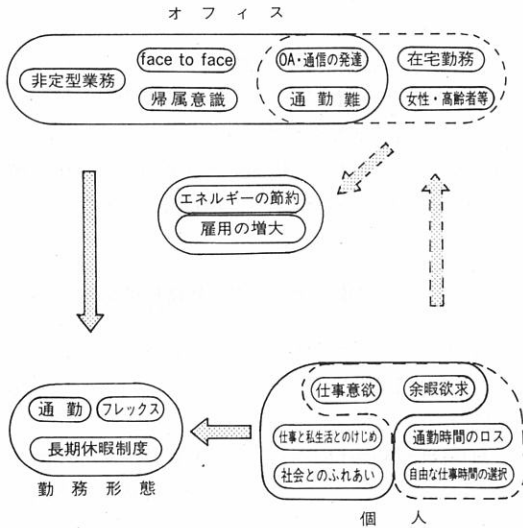 オフィス
face to face
OA・通信の発達
在宅勤務
非定型業務
帰属意識
通勤難
女性・高齢者等
エネルギーの節約
雇用の増大
仕事意欲
余暇欲求
通勤
フレックス
仕事と私生活とのけじめ
通勤時間のロス
長期休暇制度
社会とのふれあい
自由な仕事時間の選択
勤務形態
個人